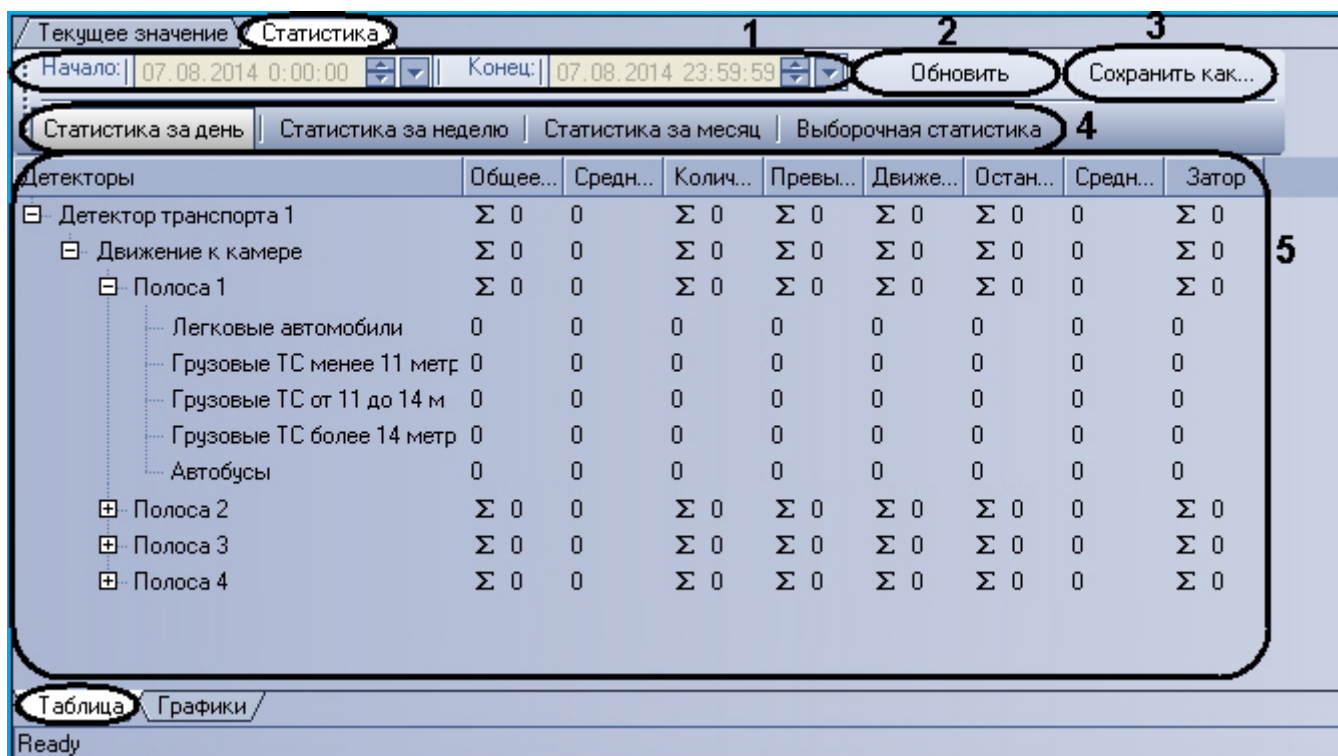 Текущее значение Статистика
1 2 3
Начало: 07.08.2014 0:00:00 Конец: 07.08.2014 23:59:59 Обновить Сохранить как...
Статистика за день Статистика за неделю Статистика за месяц Выборочная статистика 4
Детекторы Общее... Средн... Колич... Превы... Движе... Остан... Средн... Затор
Детектор транспорта 1 Σ 0 0 Σ 0 Σ 0 Σ 0 Σ 0 0 Σ 0
Движение к камере Σ 0 0 Σ 0 Σ 0 Σ 0 Σ 0 0 Σ 0 5
Полоса 1 Σ 0 0 Σ 0 Σ 0 Σ 0 Σ 0 0 Σ 0
Легковые автомобили 0 0 0 0 0 0 0 0
Грузовые ТС менее 11 метр 0 0 0 0 0 0 0 0
Грузовые ТС от 11 до 14 м 0 0 0 0 0 0 0 0
Грузовые ТС более 14 метр 0 0 0 0 0 0 0 0
Автобусы 0 0 0 0 0 0 0 0
Полоса 2 Σ 0 0 Σ 0 Σ 0 Σ 0 Σ 0 0 Σ 0
Полоса 3 Σ 0 0 Σ 0 Σ 0 Σ 0 Σ 0 0 Σ 0
Полоса 4 Σ 0 0 Σ 0 Σ 0 Σ 0 Σ 0 0 Σ 0
Таблица Графики
Ready